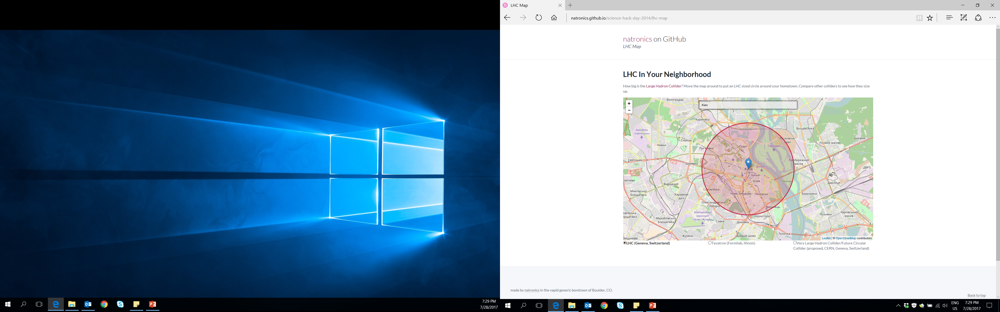 7:29 PM
7/28/2017
LHC Map
natronics.github.io/science-hack-day-2014/lhc-map
natronics on GitHub
LHC Map
LHC In Your Neighborhood
How big is the Large Hadron Collider? Move the map around to put an LHC sized circle around your hometown. Compare other colliders to see how they size
up.
+
−
Kiev
Виноградар
Куренівка
Аеродром
«Святошин»
Воскресенка
Сирець
Русанівські
сади
Биківня
Нивки
Лісовий масив
Поділ
Гідропарк
Лук'янівка
Святошин
Лівобережний
масив
Шулявка
Київ
Дніпро 1
ДВРЗ
Липки
Клов
Гідропарк
Дарниця
Відрадний
Солом'янка
Микільська
Борщагівка
Караваєві
дачі
Нова Забудова
Печерськ
Березняки
Олександрівська
Слобідка
Звіринець
Міжнародний
аеропорт
«Київ» (Жуляни)
Позняки
Харківський
масив
Чорна гора
Михайлівська
Борщагівка
Совки
Деміївка
Теличка
Жуляни
Добрий Шлях
Вишневе
Leaflet | © OpenStreetMap contributors
LHC (Geneva, Switzerland)
Tevatron (Fermilab, Illinois)
Very Large Hadron Collider/Future Circular
Collider (proposed, CERN, Geneva, Switzerland)
made by natronics in the vapid generic boretown of Boulder, CO.
Back to top
ENG
US
7:29 PM
7/28/2017